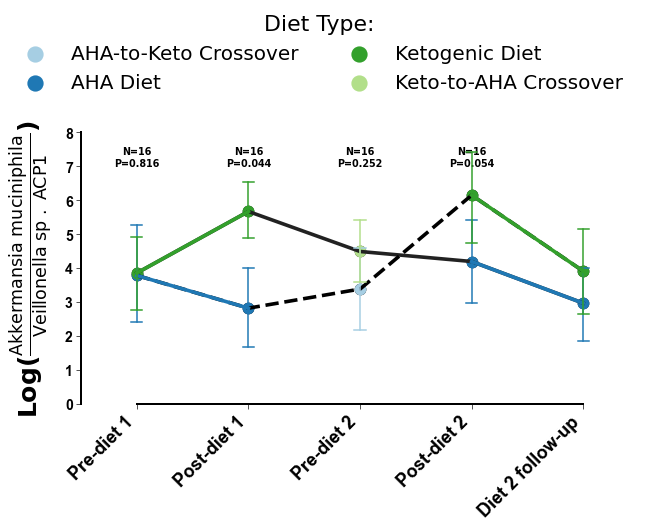 Diet Type:
AHA-to-Keto Crossover
Ketogenic Diet
AHA Diet
Keto-to-AHA Crossover
Log(
Akkermansia muciniphila
Veillonella sp . ACP1
)
8
7
6
5
4
3
2
1
0
N=16
P=0.816
N=16
P=0.044
N=16
P=0.252
N=16
P=0.054
Pre-diet 1
Post-diet 1
Pre-diet 2
Post-diet 2
Diet 2 follow-up